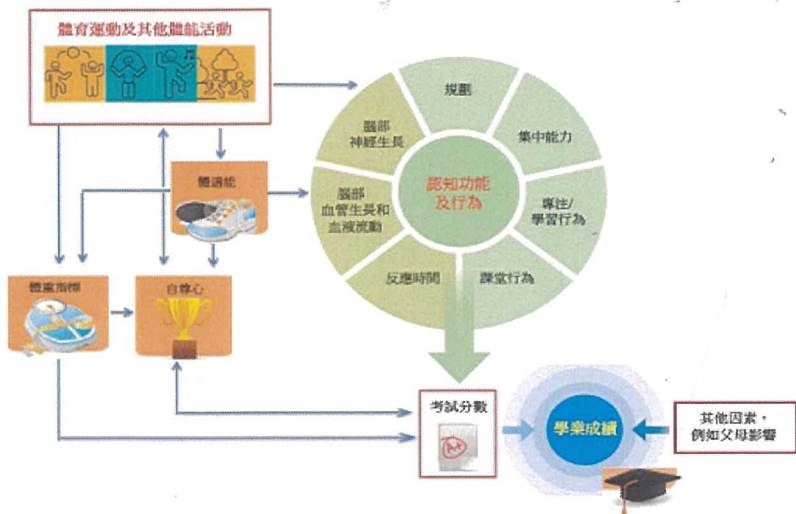 體育運動及其他體能活動
規劃
集中能力
專注/
學習行為
課堂行為
反應時間
腦部
血管生長和
血液流動
腦部
神經生長
認知功能
及行為
體適能
體重指標
自尊心
考試分數
A+
學業成績
其他因素，
例如父母影響